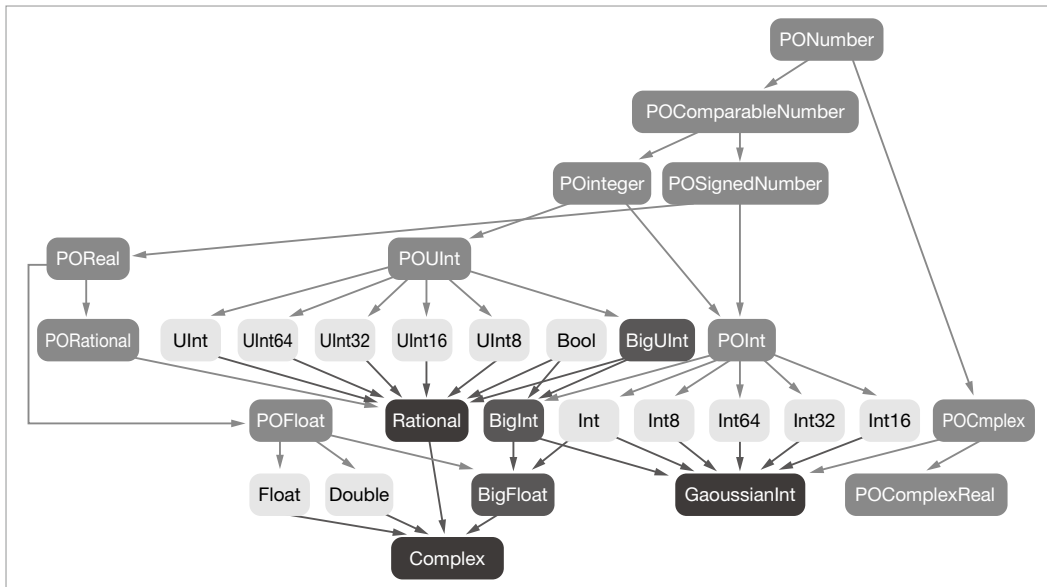 PONumber
POComparableNumber
POinteger POSignedNumber
POReal POUInt
PORational UInt UInt64 UInt32 UInt16 UInt8 Bool BigUInt POInt
POFloat Rational BigInt Int Int8 Int64 Int32 Int16 POCmplex
Float Double BigFloat GaoussianInt POComplexReal
Complex